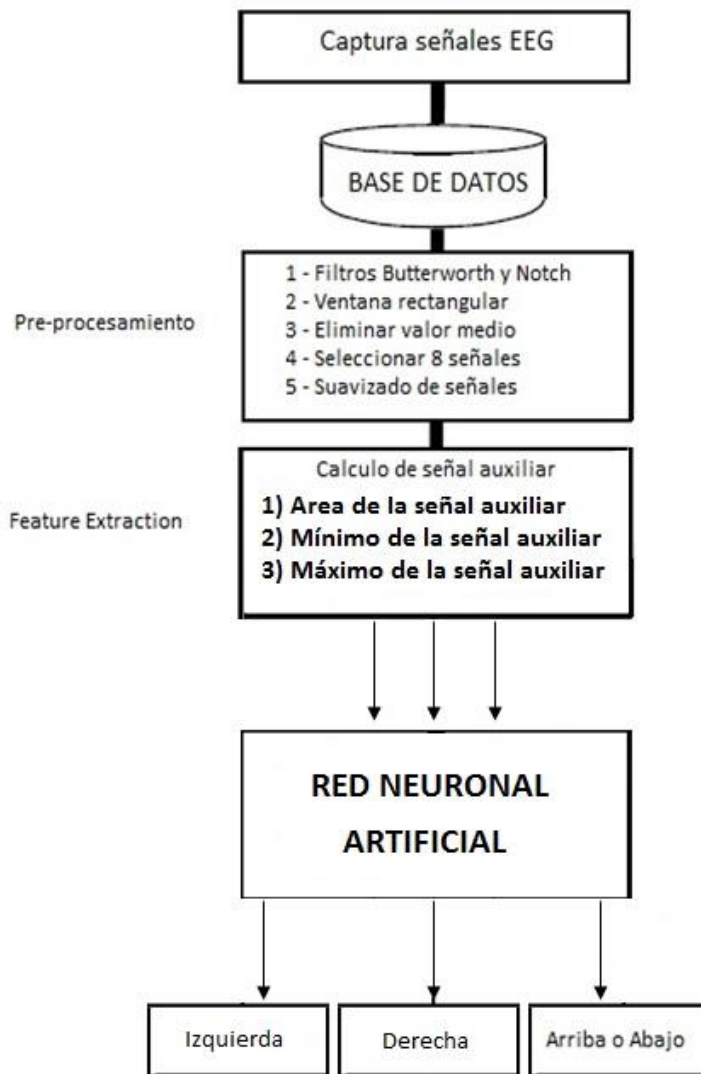 Captura señales EEG
BASE DE DATOS
Pre-procesamiento
1 - Filtros Butterworth y Notch
2 - Ventana rectangular
3 - Eliminar valor medio
4 - Seleccionar 8 señales
5 - Suavizado de señales
Feature Extraction
Calculo de señal auxiliar
1) Area de la señal auxiliar
2) Mínimo de la señal auxiliar
3) Máximo de la señal auxiliar
RED NEURONAL
ARTIFICIAL
Izquierda
Derecha
Arriba o Abajo